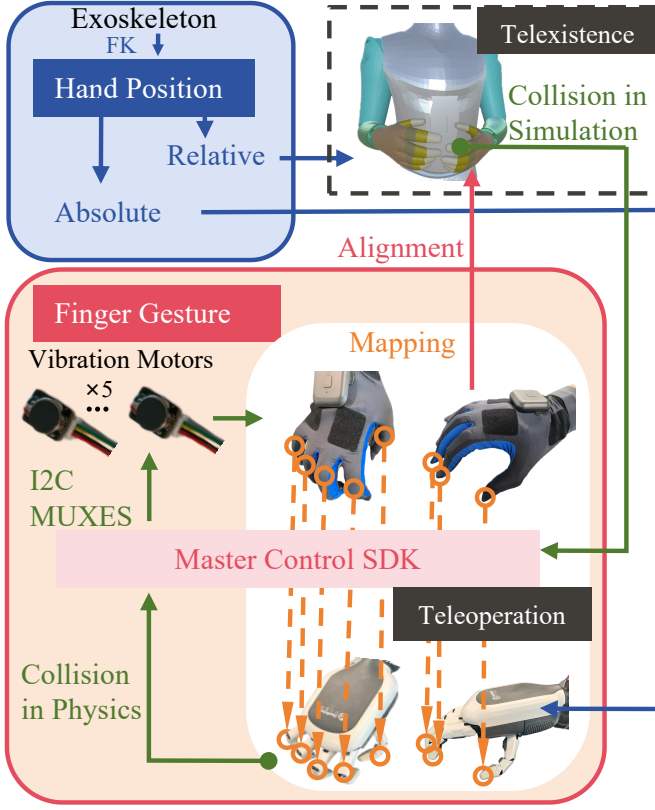 Exoskeleton
FK
Hand Position
Relative
Absolute
Telexistence
Collision in
Simulation
Alignment
Finger Gesture
Mapping
Vibration Motors
×5
...
I2C
MUXES
Master Control SDK
Teleoperation
Collision
in Physics